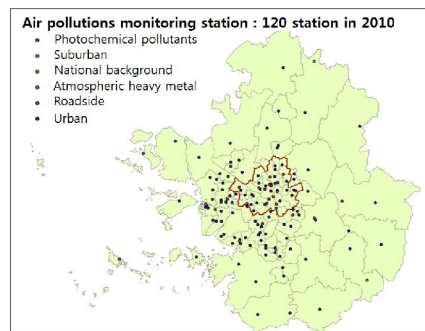 Air pollutions monitoring station : 120 station in 2010
Photochemical pollutants
Suburban
National background
Atmospheric heavy metal
Roadside
Urban